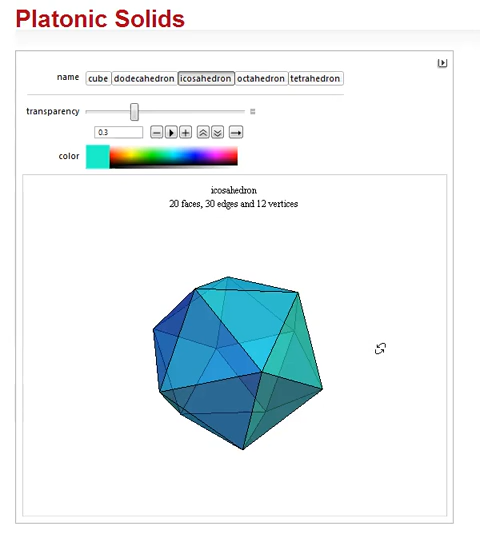 Platonic Solids
name cube dodecahedron icosahedron octahedron tetrahedron
transparency
0.3
color
icosahedron
20 faces, 30 edges and 12 vertices